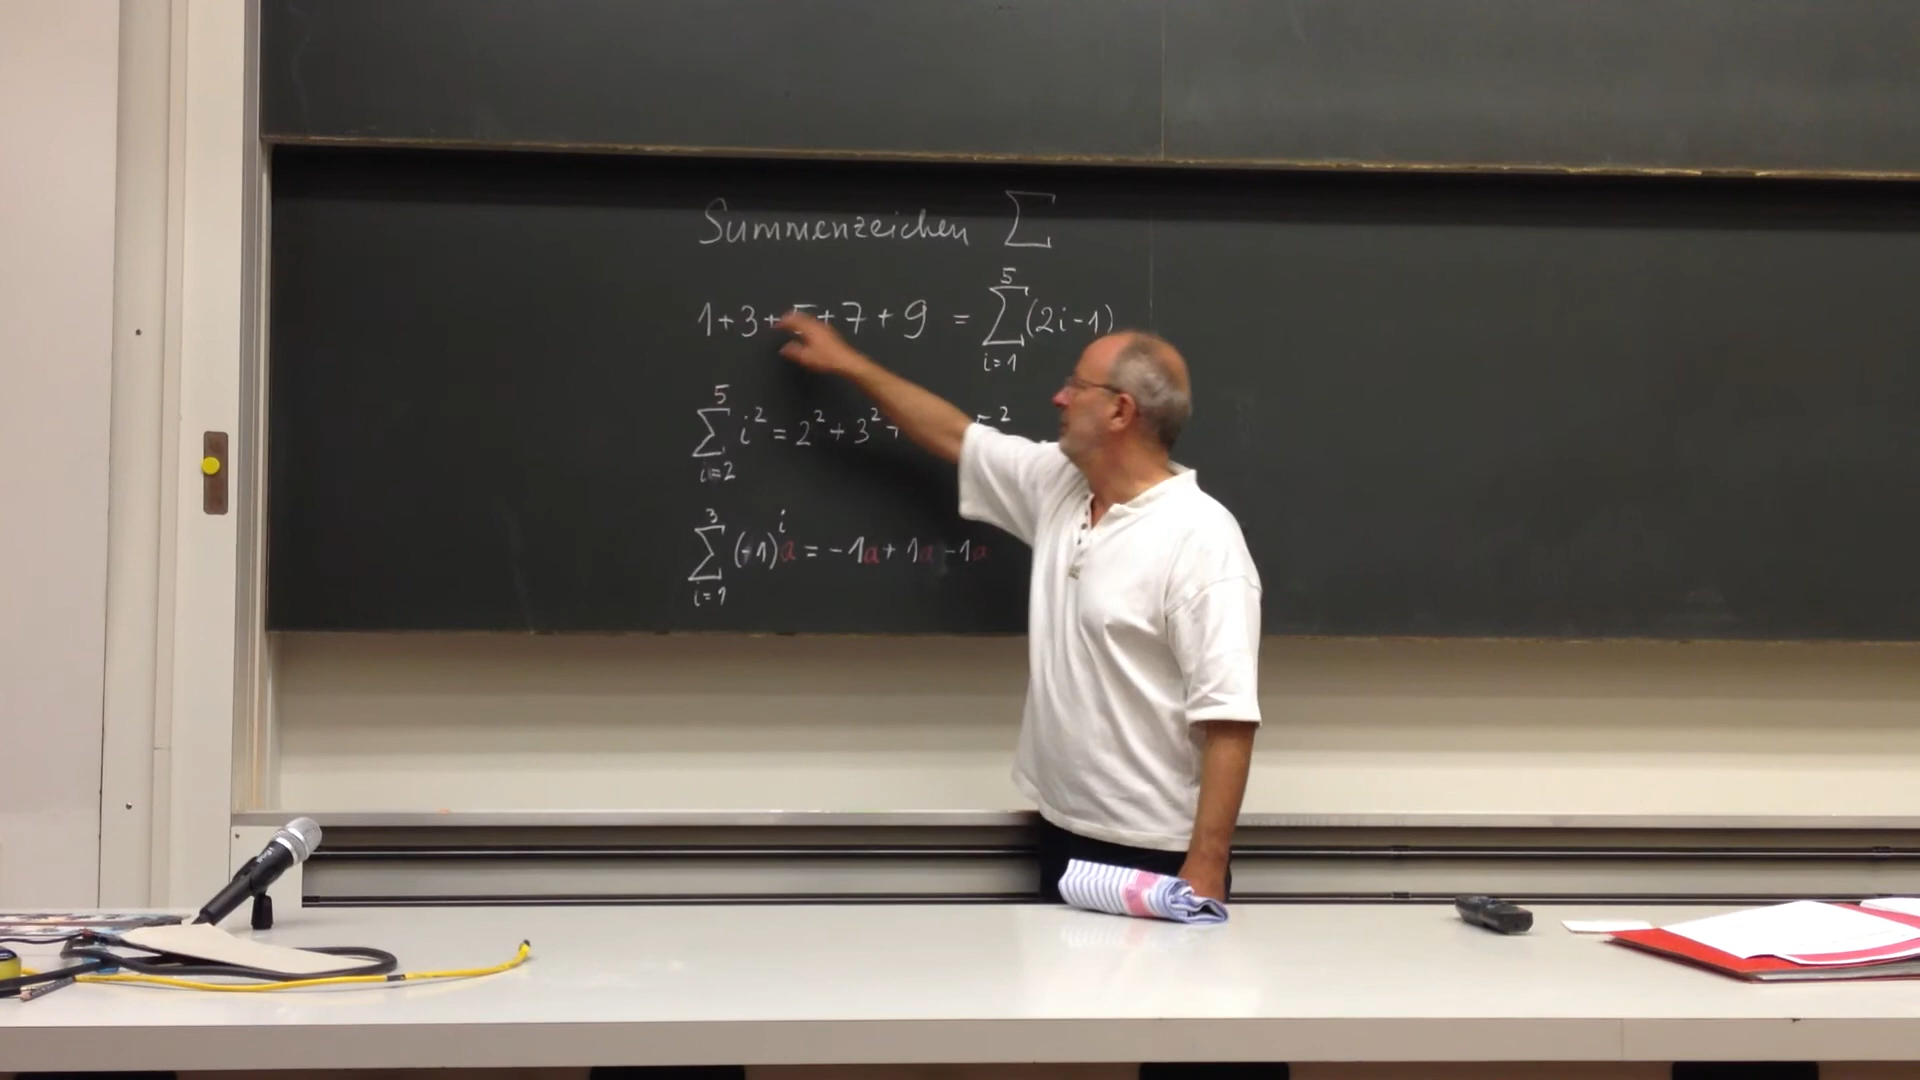 Summenzeichen ∑
1+3+5+7+9 = ∑_{i=1}^{5} (2i-1)
∑_{i=2}^{5} i² = 2² + 3² + 5²
∑_{i=1}^{3} (-1)^i a = -1a + 1a - 1a